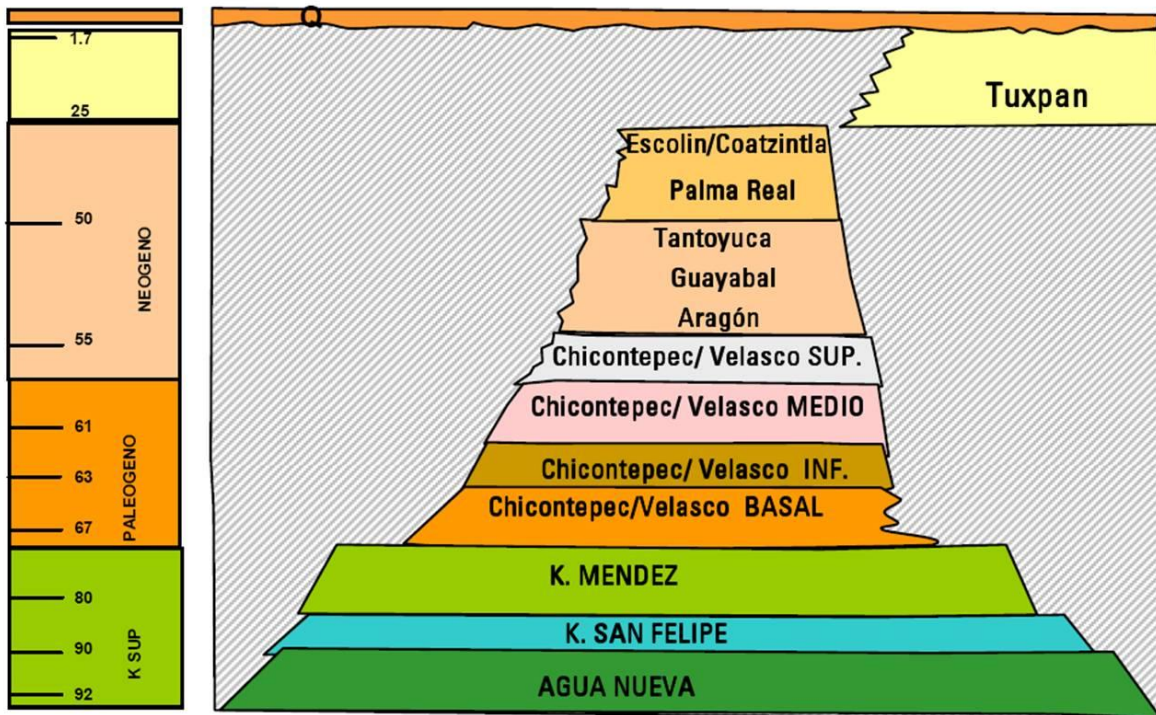 Q
1.7
25
50
55
61
63
67
80
90
92
NEOGENO
PALEOGENO
K SUP
Tuxpan
Escolin/Coatzintla
Palma Real
Tantoyuca
Guayabal
Aragón
Chicontepec/ Velasco SUP.
Chicontepec/ Velasco MEDIO
Chicontepec/ Velasco INF.
Chicontepec/Velasco BASAL
K. MENDEZ
K. SAN FELIPE
AGUA NUEVA